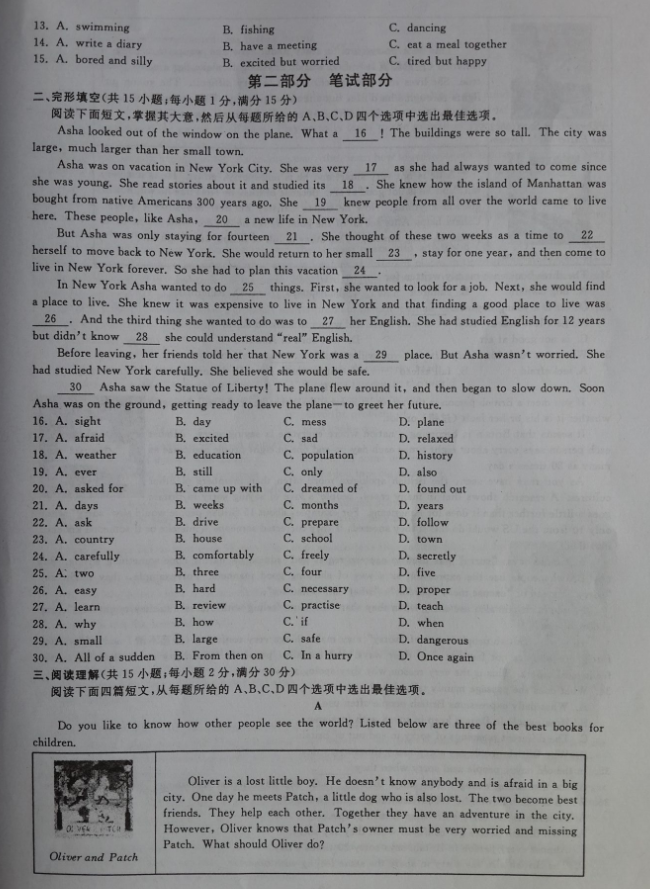 13. A. swimming B. fishing C. dancing
14. A. write a diary B. have a meeting C. eat a meal together
15. A. bored and silly B. excited but worried C. tired but happy
第二部分 笔试部分
二、完形填空(共 15 小题;每小题 1 分,满分 15 分)
阅读下面短文,掌握其大意,然后从每题所给的 A、B、C、D 四个选项中选出最佳选项。
Asha looked out of the window on the plane. What a 16 ! The buildings were so tall. The city was
large, much larger than her small town.
Asha was on vacation in New York City. She was very 17 as she had always wanted to come since
she was young. She read stories about it and studied its 18 . She knew how the island of Manhattan was
bought from native Americans 300 years ago. She 19 knew people from all over the world came to live
here. These people, like Asha, 20 a new life in New York.
But Asha was only staying for fourteen 21 . She thought of these two weeks as a time to 22
herself to move back to New York. She would return to her small 23 , stay for one year, and then come to
live in New York forever. So she had to plan this vacation 24 .
In New York Asha wanted to do 25 things. First, she wanted to look for a job. Next, she would find
a place to live. She knew it was expensive to live in New York and that finding a good place to live was
26 . And the third thing she wanted to do was to 27 her English. She had studied English for 12 years
but didn't know 28 she could understand "real" English.
Before leaving, her friends told her that New York was a 29 place. But Asha wasn't worried. She
had studied New York carefully. She believed she would be safe.
30 Asha saw the Statue of Liberty! The plane flew around it, and then began to slow down. Soon
Asha was on the ground, getting ready to leave the plane—to greet her future.
16. A. sight B. day C. mess D. plane
17. A. afraid B. excited C. sad D. relaxed
18. A. weather B. education C. population D. history
19. A. ever B. still C. only D. also
20. A. asked for B. came up with C. dreamed of D. found out
21. A. days B. weeks C. months D. years
22. A. ask B. drive C. prepare D. follow
23. A. country B. house C. school D. town
24. A. carefully B. comfortably C. freely D. secretly
25. A. two B. three C. four D. five
26. A. easy B. hard C. necessary D. proper
27. A. learn B. review C. practise D. teach
28. A. why B. how C. if D. when
29. A. small B. large C. safe D. dangerous
30. A. All of a sudden B. From then on C. In a hurry D. Once again
三、阅读理解(共 15 小题;每小题 2 分,满分 30 分)
阅读下面四篇短文,从每题所给的 A、B、C、D 四个选项中选出最佳选项。
A
Do you like to know how other people see the world? Listed below are three of the best books for
children.
Oliver is a lost little boy. He doesn't know anybody and is afraid in a big
city. One day he meets Patch, a little dog who is also lost. The two become best
friends. They help each other. Together they have an adventure in the city.
However, Oliver knows that Patch's owner must be very worried and missing
Patch. What should Oliver do?
Oliver and Patch